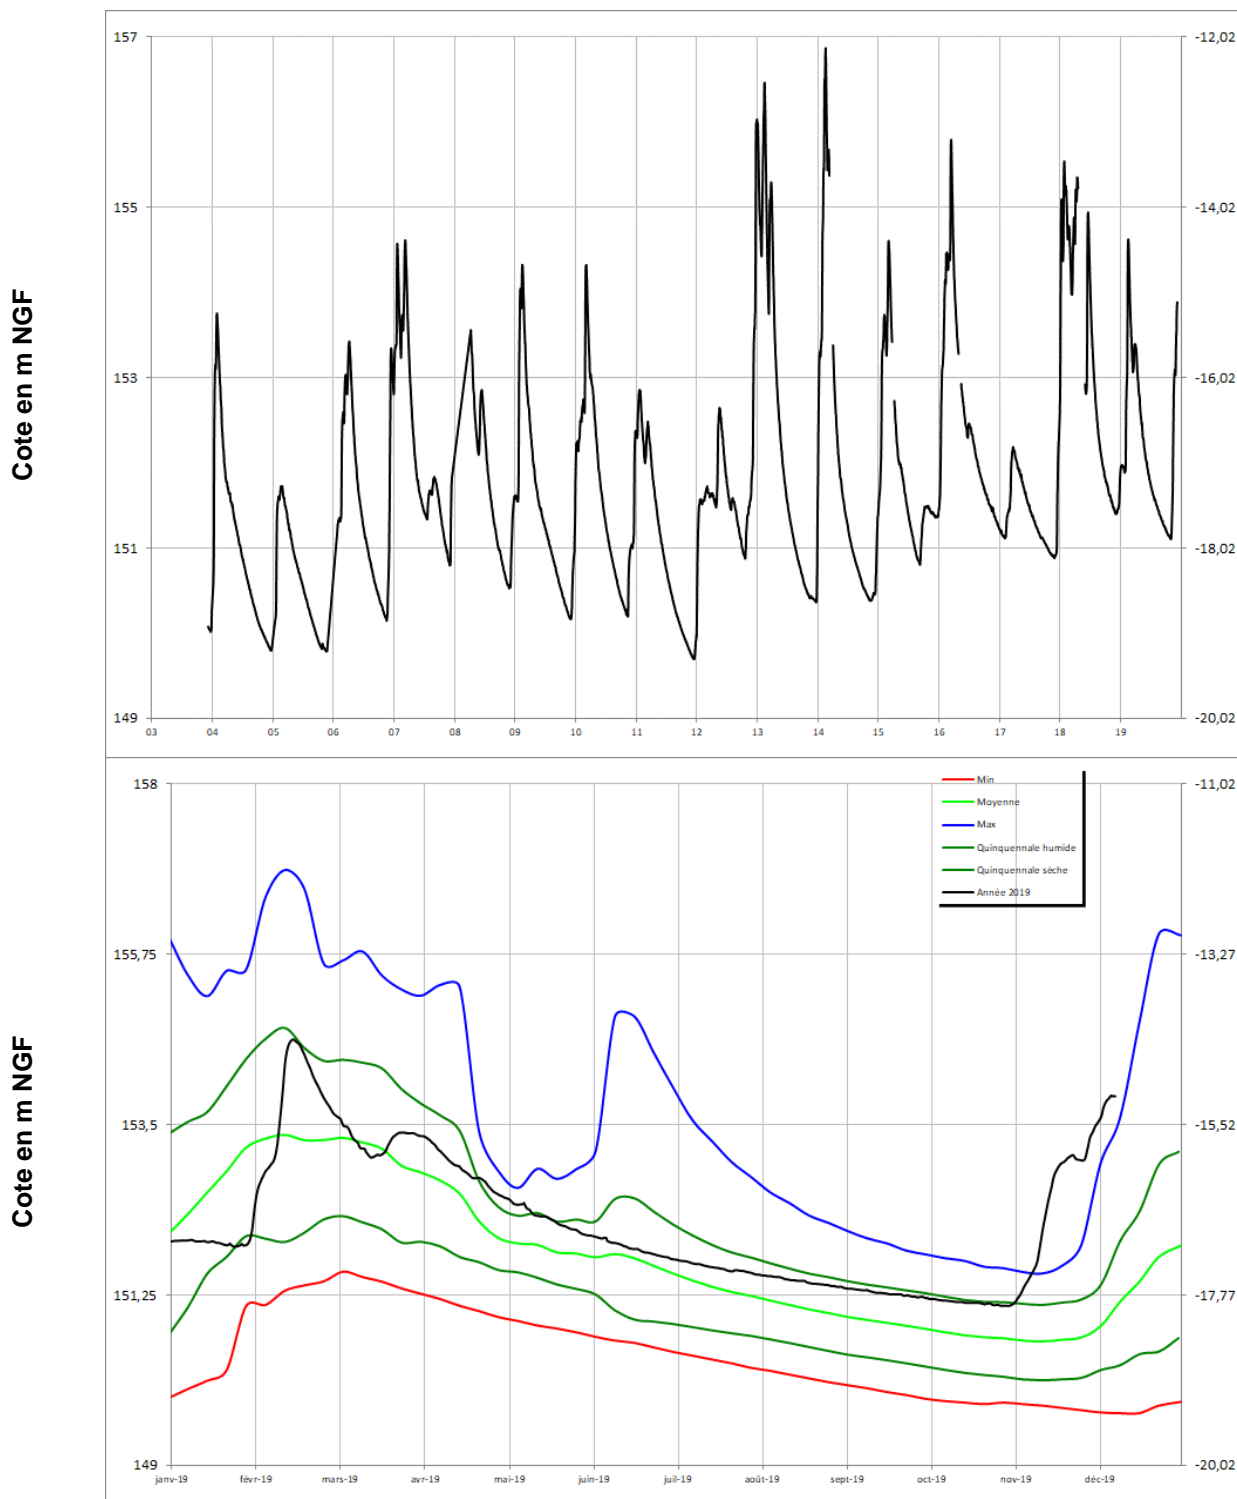 157 -12,02
155 -14,02
Cote en m NGF
153 -16,02
151 -18,02
149 -20,02
03 04 05 06 07 08 09 10 11 12 13 14 15 16 17 18 19
158 -11,02
Min
Moyenne
Max
Quinquennale humide
Quinquennale sèche
Année 2019
155,75 -13,27
153,5 -15,52
Cote en m NGF
151,25 -17,77
149 -20,02
janv-19 févr-19 mars-19 avr-19 mai-19 juin-19 juil-19 août-19 sept-19 oct-19 nov-19 déc-19